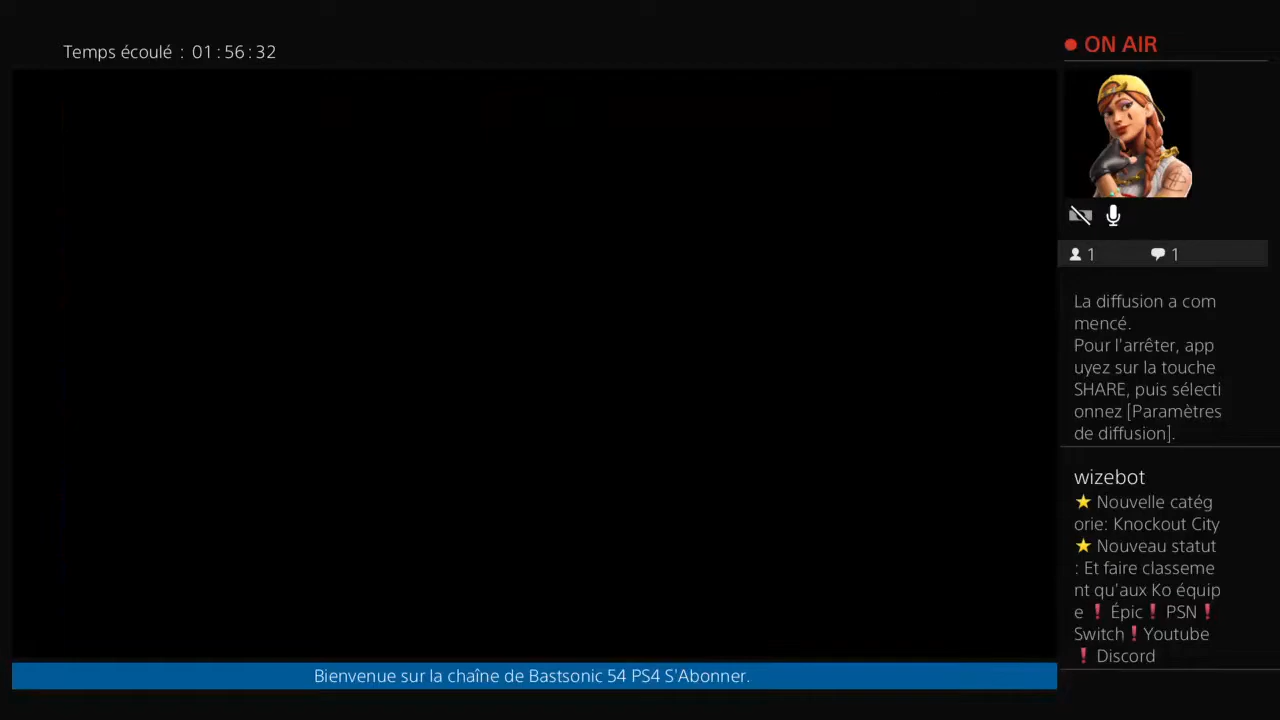 Temps écoulé : 01:56:32
ON AIR
1 1
La diffusion a com
mencé.
Pour l'arrêter, app
uyez sur la touche
SHARE, puis sélecti
onnez [Paramètres
de diffusion].
wizebot
⭐ Nouvelle catég
orie: Knockout City
⭐ Nouveau statut
: Et faire classeme
nt qu'aux Ko équip
e ❗ Épic❗ PSN❗
Switch❗Youtube
❗ Discord
Bienvenue sur la chaîne de Bastsonic 54 PS4 S'Abonner.